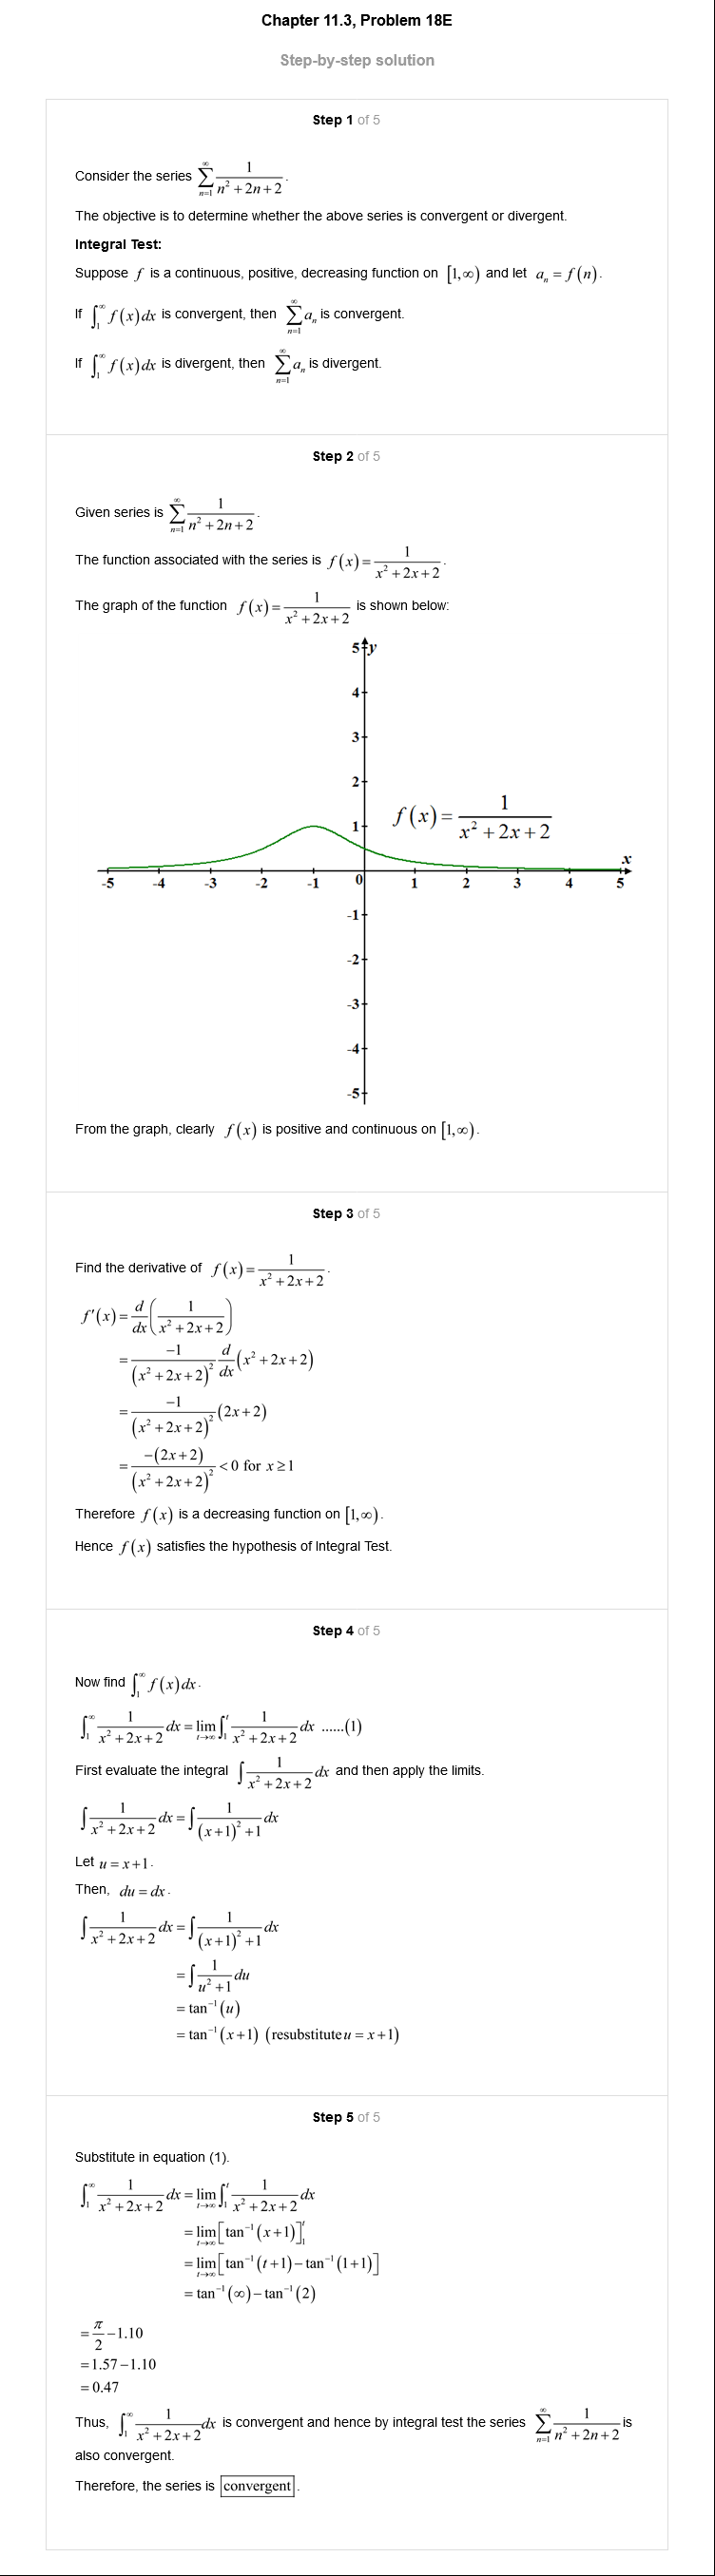 Chapter 11.3, Problem 18E
Step-by-step solution
Step 1 of 5
Consider the series $\sum_{n=1}^{\infty} \frac{1}{n^2+2n+2}$.
The objective is to determine whether the above series is convergent or divergent.
Integral Test:
Suppose $f$ is a continuous, positive, decreasing function on $[1,\infty)$ and let $a_n = f(n)$.
If $\int_1^{\infty} f(x)dx$ is convergent, then $\sum_{n=1}^{\infty} a_n$ is convergent.
If $\int_1^{\infty} f(x)dx$ is divergent, then $\sum_{n=1}^{\infty} a_n$ is divergent.
Step 2 of 5
Given series is $\sum_{n=1}^{\infty} \frac{1}{n^2+2n+2}$.
The function associated with the series is $f(x)=\frac{1}{x^2+2x+2}$.
The graph of the function $f(x)=\frac{1}{x^2+2x+2}$ is shown below:
5 y
4
3
2
1
$f(x)=\frac{1}{x^2+2x+2}$
x
-5 -4 -3 -2 -1 0 1 2 3 4 5
-1
-2
-3
-4
-5
From the graph, clearly $f(x)$ is positive and continuous on $[1,\infty)$.
Step 3 of 5
Find the derivative of $f(x)=\frac{1}{x^2+2x+2}$.
$f'(x)=\frac{d}{dx}\left(\frac{1}{x^2+2x+2}\right)$
$=\frac{-1}{(x^2+2x+2)^2}\frac{d}{dx}(x^2+2x+2)$
$=\frac{-1}{(x^2+2x+2)^2}(2x+2)$
$=\frac{-(2x+2)}{(x^2+2x+2)^2}<0$ for $x\geq 1$
Therefore $f(x)$ is a decreasing function on $[1,\infty)$.
Hence $f(x)$ satisfies the hypothesis of Integral Test.
Step 4 of 5
Now find $\int_1^{\infty} f(x)dx$.
$\int_1^{\infty} \frac{1}{x^2+2x+2}dx = \lim_{t\to\infty}\int_1^t \frac{1}{x^2+2x+2}dx$ ......(1)
First evaluate the integral $\int \frac{1}{x^2+2x+2}dx$ and then apply the limits.
$\int \frac{1}{x^2+2x+2}dx = \int \frac{1}{(x+1)^2+1}dx$
Let $u = x+1$.
Then, $du = dx$.
$\int \frac{1}{x^2+2x+2}dx = \int \frac{1}{(x+1)^2+1}dx$
$=\int \frac{1}{u^2+1}du$
$=\tan^{-1}(u)$
$=\tan^{-1}(x+1)$ (resubstitute $u = x+1$)
Step 5 of 5
Substitute in equation (1).
$\int_1^{\infty} \frac{1}{x^2+2x+2}dx = \lim_{t\to\infty}\int_1^t \frac{1}{x^2+2x+2}dx$
$=\lim_{t\to\infty}\left[\tan^{-1}(x+1)\right]_1^t$
$=\lim_{t\to\infty}\left[\tan^{-1}(t+1)-\tan^{-1}(1+1)\right]$
$=\tan^{-1}(\infty)-\tan^{-1}(2)$
$=\frac{\pi}{2}-1.10$
$=1.57-1.10$
$=0.47$
Thus, $\int_1^{\infty} \frac{1}{x^2+2x+2}dx$ is convergent and hence by integral test the series $\sum_{n=1}^{\infty} \frac{1}{n^2+2n+2}$ is
also convergent.
Therefore, the series is convergent.